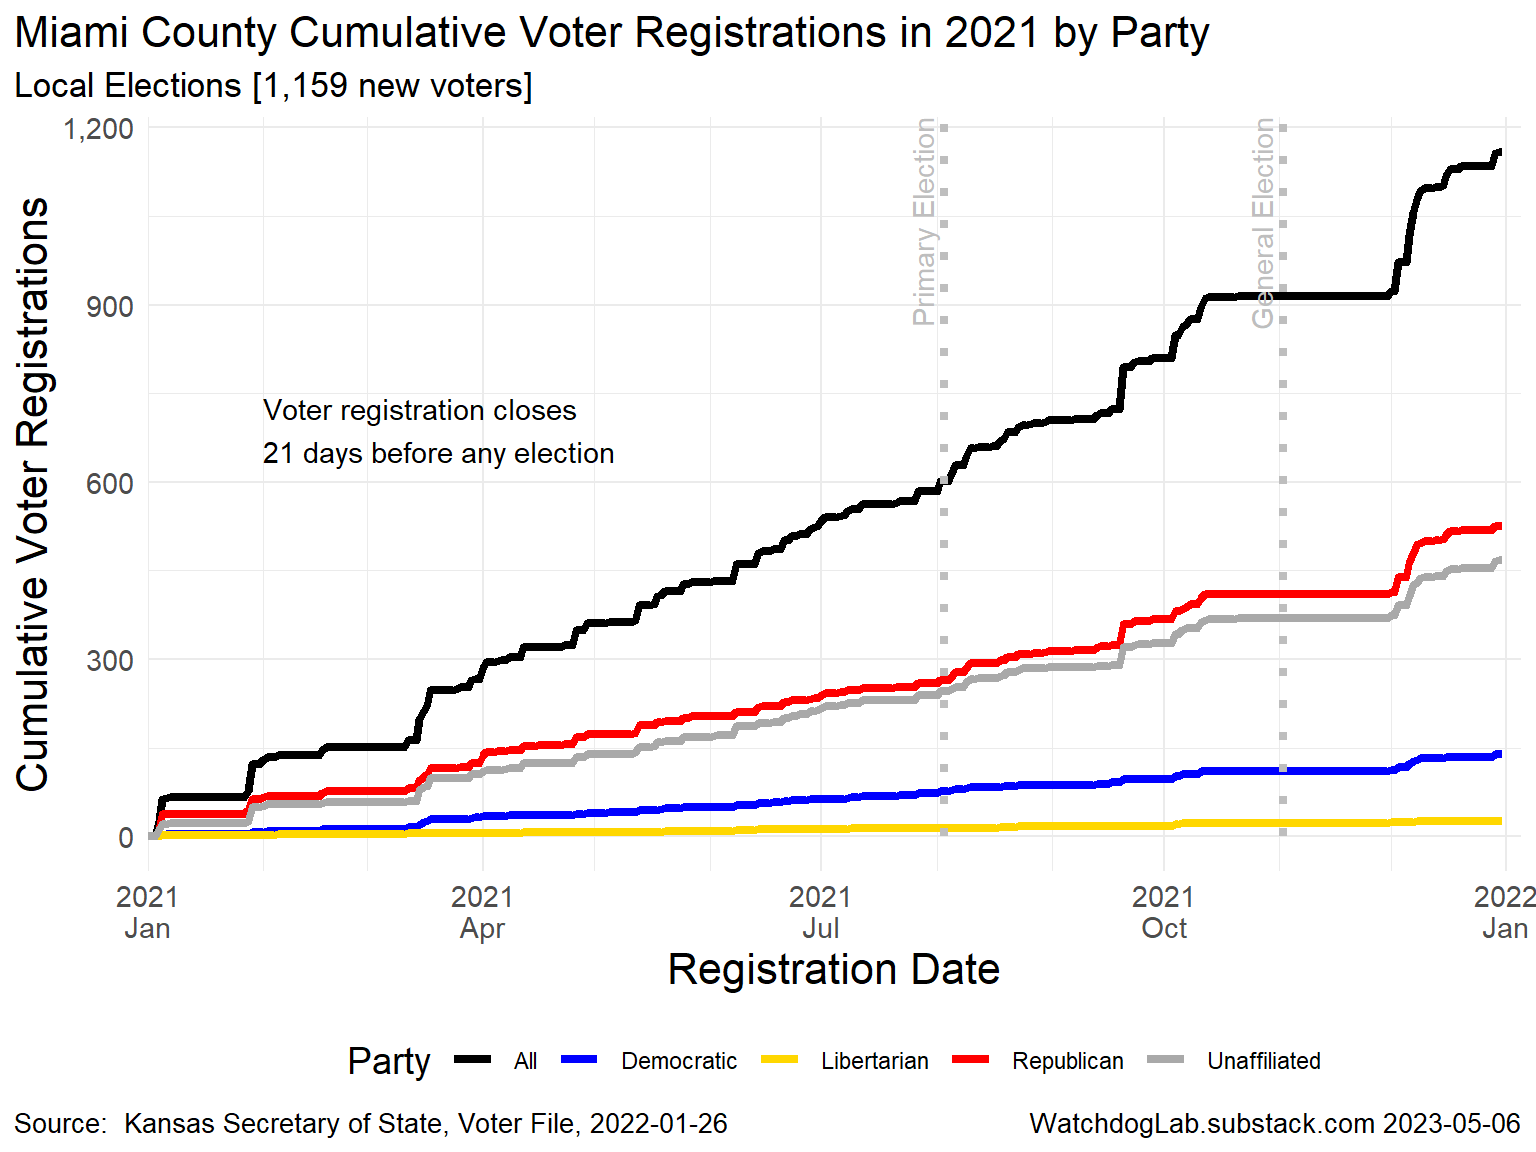 Miami County Cumulative Voter Registrations in 2021 by Party
Local Elections [1,159 new voters]
Cumulative Voter Registrations
1,200
900
600
300
0
Primary Election
General Election
Voter registration closes
21 days before any election
2021
Jan
2021
Apr
2021
Jul
2021
Oct
2022
Jan
Registration Date
Party All Democratic Libertarian Republican Unaffiliated
Source:  Kansas Secretary of State, Voter File, 2022-01-26
WatchdogLab.substack.com 2023-05-06